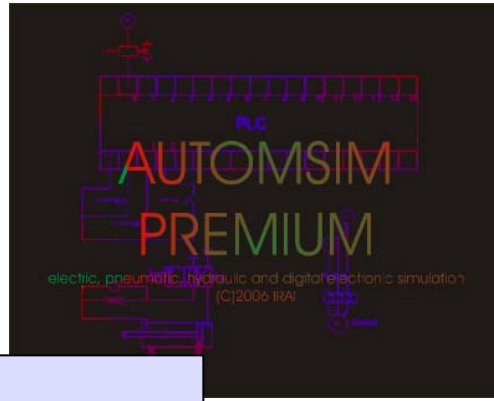 PLC
AUTOMSIM
PREMIUM
electric, pneumatic, hydraulic and digital electronic simulation
(C)2006 IRAI